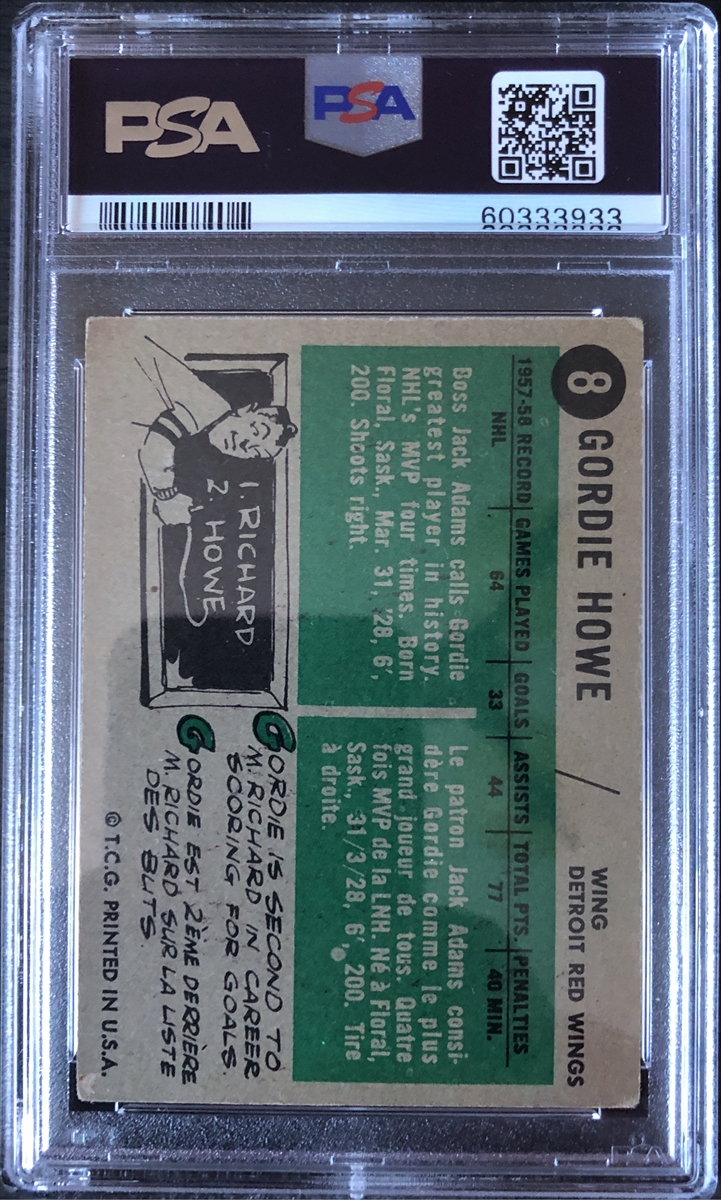 PSA
PSA
60333933
8 GORDIE HOWE / WING
DETROIT RED WINGS
1957-58 RECORD GAMES PLAYED GOALS ASSISTS TOTAL PTS. PENALTIES
NHL 64 33 44 77 40 MIN.
Boss Jack Adams calls Gordie
greatest player in history.
NHL's MVP four times. Born
Floral, Sask., Mar. 31, '28, 6',
200. Shoots right.
Le patron Jack Adams consi-
dère Gordie comme le plus
grand joueur de tous. Quatre
fois MVP de la LNH. Né à Floral,
Sask., 31/3/28, 6', 200. Tire
à droite.
1. RICHARD
2. HOWE
GORDIE IS SECOND TO
M. RICHARD IN CAREER
SCORING FOR GOALS.
GORDIE EST 2ÈME DERRIÈRE
M. RICHARD SUR LA LISTE
DES BUTS.
© T.C.G. PRINTED IN U.S.A.
PSA